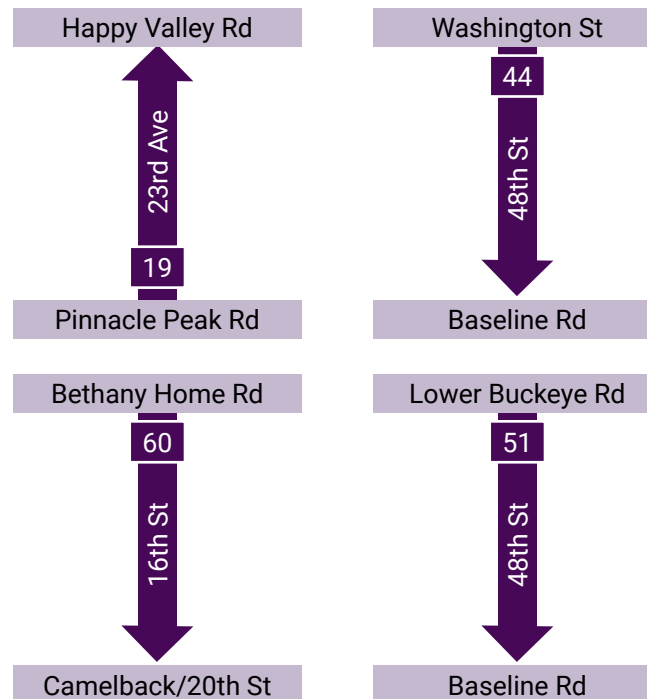 Happy Valley Rd
23rd Ave
19
Pinnacle Peak Rd
Washington St
44
48th St
Baseline Rd
Bethany Home Rd
60
16th St
Camelback/20th St
Lower Buckeye Rd
51
48th St
Baseline Rd